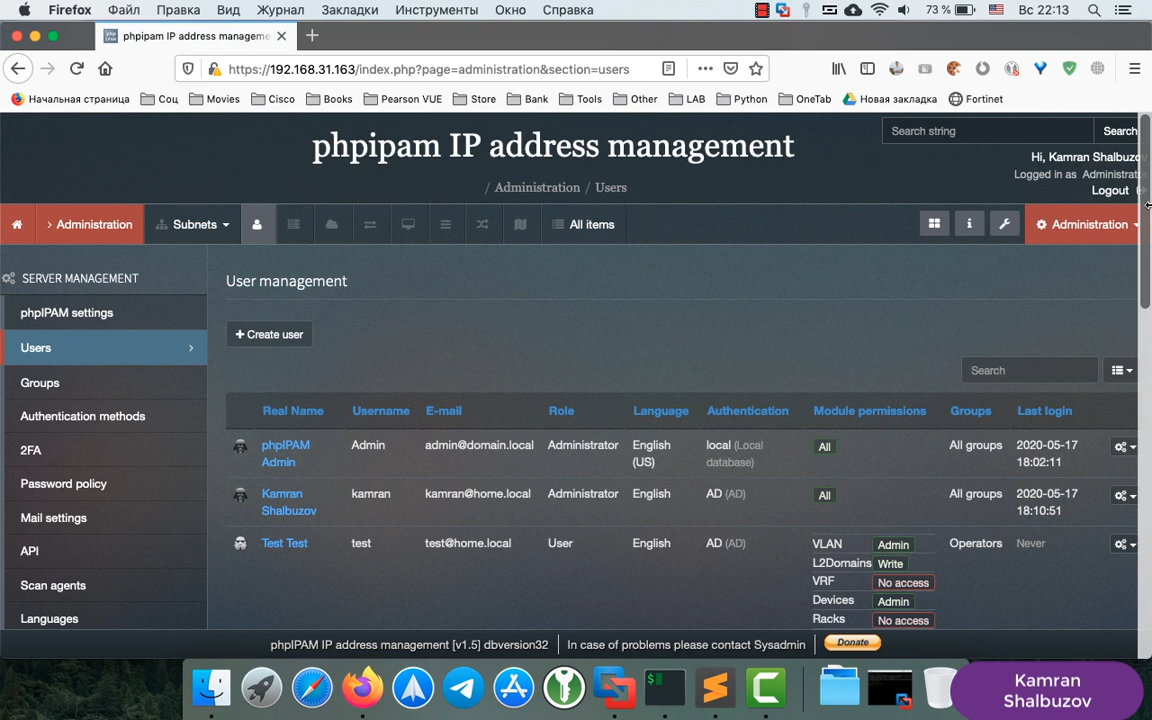 Firefox Файл Правка Вид Журнал Закладки Инструменты Окно Справка 73 % Вс 22:13
phpipam IP address manageme
https://192.168.31.163/index.php?page=administration&section=users
Начальная страница Соц Movies Cisco Books Pearson VUE Store Bank Tools Other LAB Python OneTab Новая закладка Fortinet
Search string Search
phpipam IP address management
Hi, Kamran Shalbuzov
Logged in as Administrator
/ Administration / Users
Logout
> Administration Subnets All items Administration
SERVER MANAGEMENT
phpIPAM settings
Users
Groups
Authentication methods
2FA
Password policy
Mail settings
API
Scan agents
Languages
User management
+ Create user
Search
Real Name Username E-mail Role Language Authentication Module permissions Groups Last login
phpIPAM Admin admin@domain.local Administrator English local (Local All All groups 2020-05-17
Admin (US) database) 18:02:11
Kamran kamran kamran@home.local Administrator English AD (AD) All All groups 2020-05-17
Shalbuzov 18:10:51
Test Test test test@home.local User English AD (AD) VLAN Admin Operators Never
L2Domains Write
VRF No access
Devices Admin
Racks No access
phpIPAM IP address management [v1.5] dbversion32 In case of problems please contact Sysadmin Donate
Kamran
Shalbuzov